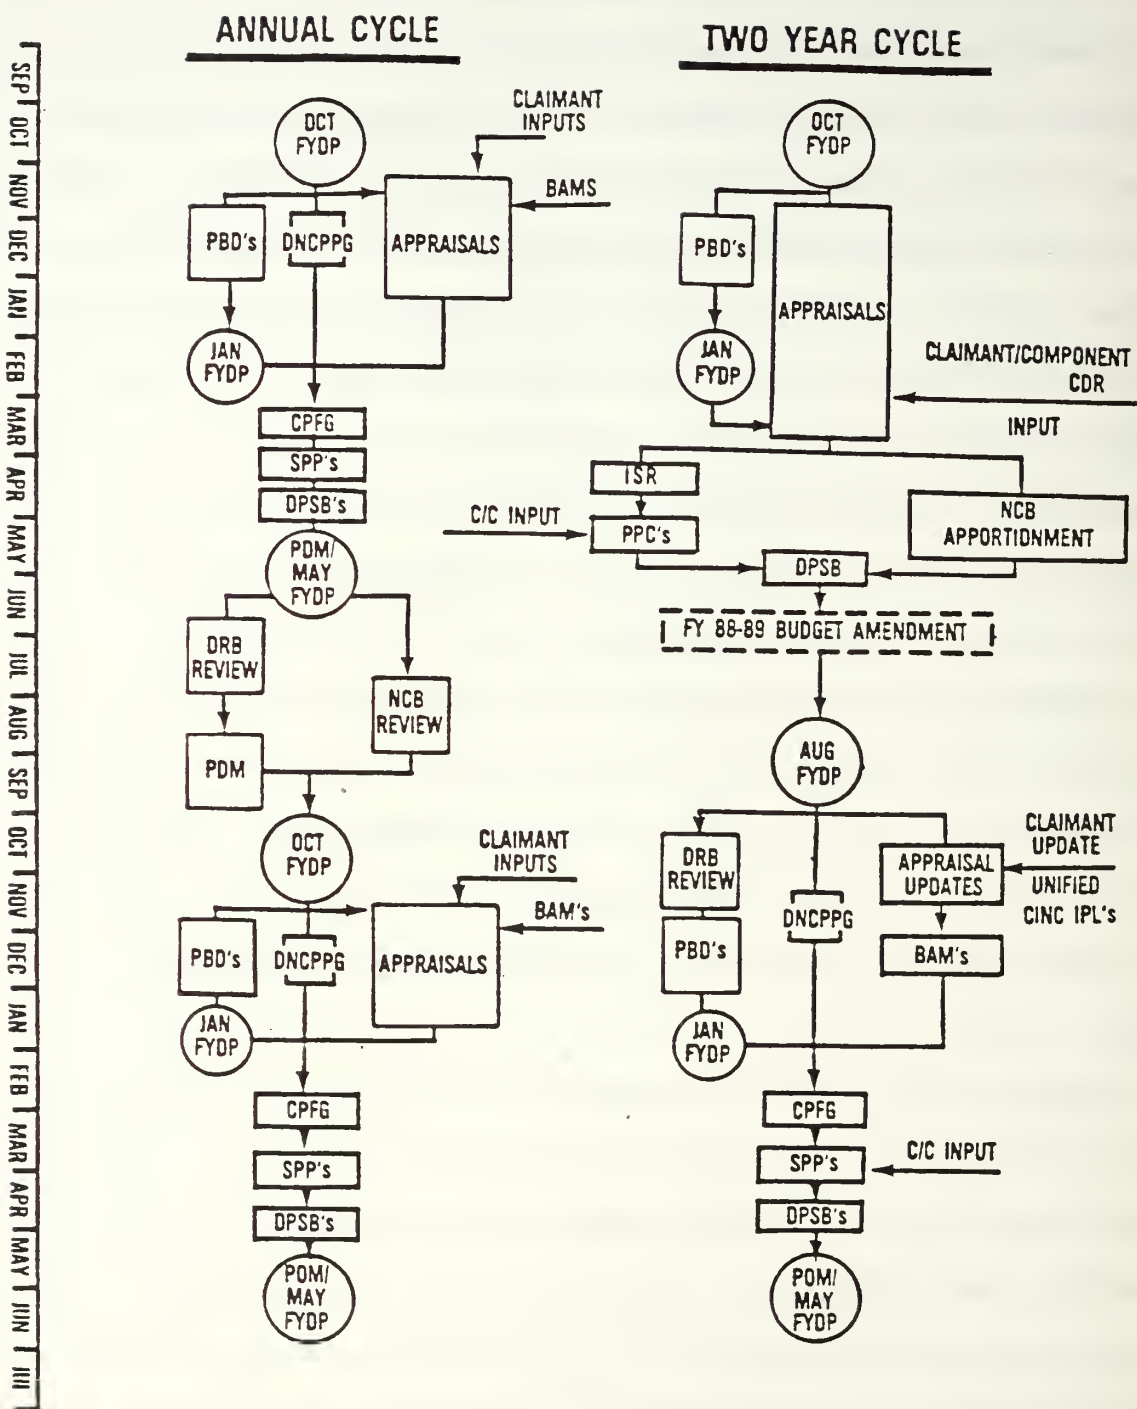 ANNUAL CYCLE
TWO YEAR CYCLE
SEP
OCT
NOV
DEC
JAN
FEB
MAR
APR
MAY
JUN
JUL
AUG
SEP
OCT
NOV
DEC
JAN
FEB
MAR
APR
MAY
JUN
JUL
OCT
FYDP
CLAIMANT
INPUTS
BAMS
PBD's
DNCPPG
APPRAISALS
JAN
FYDP
CPFG
SPP's
DPSB's
PDM/
MAY
FYDP
DRB
REVIEW
NCB
REVIEW
PDM
OCT
FYDP
CLAIMANT
INPUTS
BAM's
PBD's
DNCPPG
APPRAISALS
JAN
FYDP
CPFG
SPP's
DPSB's
POM/
MAY
FYDP
OCT
FYDP
PBD's
APPRAISALS
JAN
FYDP
CLAIMANT/COMPONENT
CDR
INPUT
ISR
C/C INPUT
PPC's
NCB
APPORTIONMENT
DPSB
FY 88-89 BUDGET AMENDMENT
AUG
FYDP
DRB
REVIEW
DNCPPG
APPRAISAL
UPDATES
CLAIMANT
UPDATE
UNIFIED
CINC IPL's
PBD's
BAM's
JAN
FYDP
CPFG
SPP's
C/C INPUT
DPSB's
POM/
MAY
FYDP